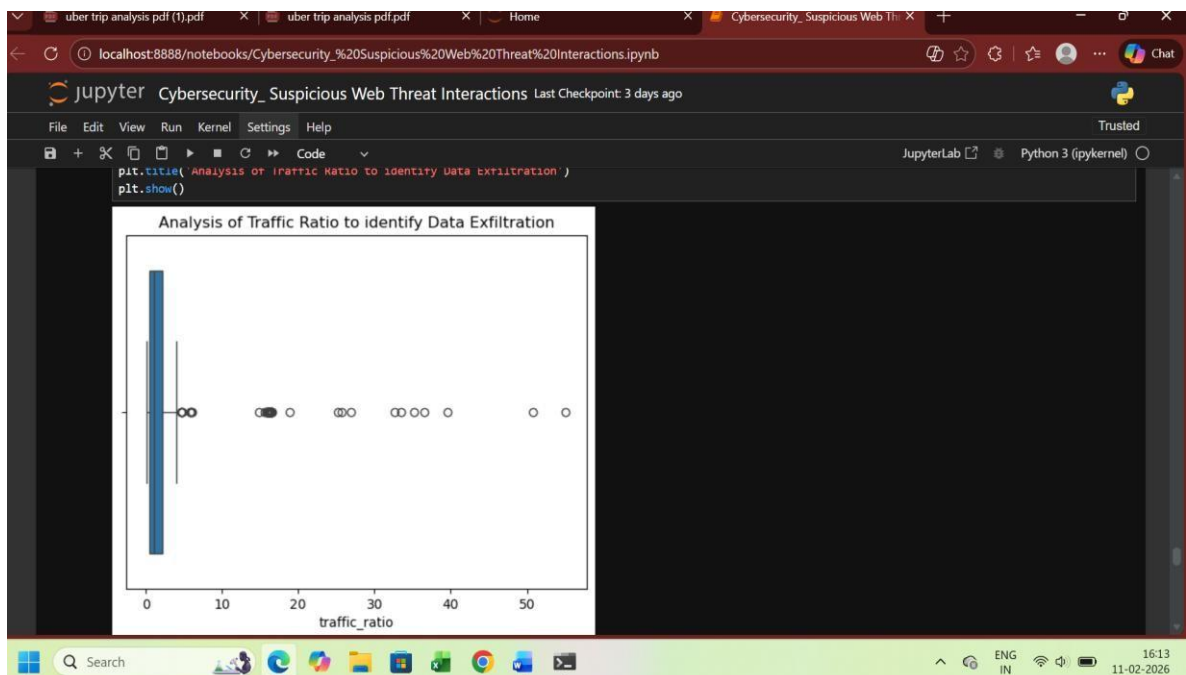 uber trip analysis pdf (1).pdf
uber trip analysis pdf.pdf
Home
Cybersecurity_ Suspicious Web Th
localhost:8888/notebooks/Cybersecurity_%20Suspicious%20Web%20Threat%20Interactions.ipynb
Chat
jupyter Cybersecurity_ Suspicious Web Threat Interactions Last Checkpoint: 3 days ago
File Edit View Run Kernel Settings Help
Trusted
Code
JupyterLab
Python 3 (ipykernel)
plt.title('Analysis of Traffic Ratio to identify Data Exfiltration')
plt.show()
Analysis of Traffic Ratio to identify Data Exfiltration
0 10 20 30 40 50
traffic_ratio
Search
ENG
IN
16:13
11-02-2026